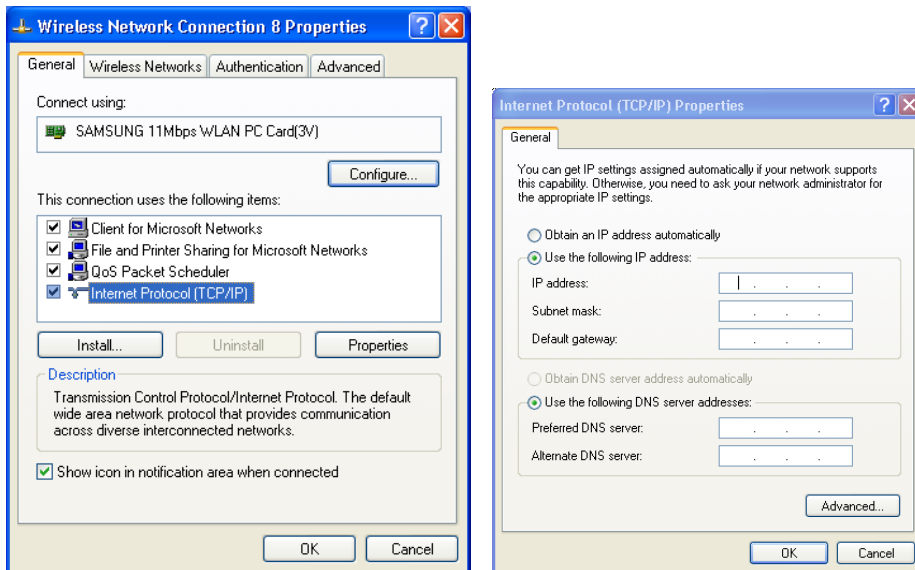 Wireless Network Connection 8 Properties
General Wireless Networks Authentication Advanced
Connect using:
SAMSUNG 11Mbps WLAN PC Card(3V)
Configure...
This connection uses the following items:
Client for Microsoft Networks
File and Printer Sharing for Microsoft Networks
QoS Packet Scheduler
Internet Protocol (TCP/IP)
Install... Uninstall Properties
Description
Transmission Control Protocol/Internet Protocol. The default
wide area network protocol that provides communication
across diverse interconnected networks.
Show icon in notification area when connected
OK Cancel
Internet Protocol (TCP/IP) Properties
General
You can get IP settings assigned automatically if your network supports
this capability. Otherwise, you need to ask your network administrator for
the appropriate IP settings.
Obtain an IP address automatically
Use the following IP address:
IP address:
Subnet mask:
Default gateway:
Obtain DNS server address automatically
Use the following DNS server addresses:
Preferred DNS server:
Alternate DNS server:
Advanced...
OK Cancel